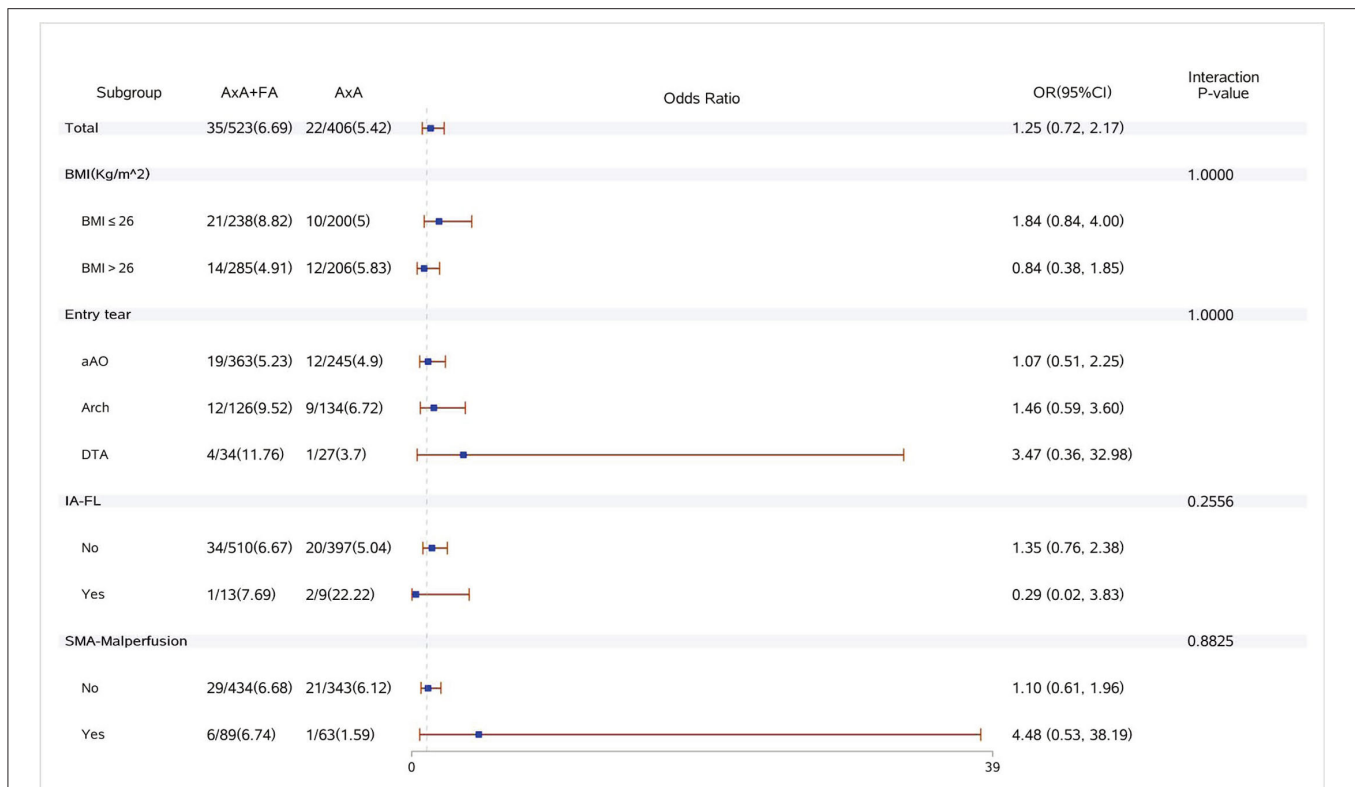 Interaction
Subgroup AxA+FA AxA Odds Ratio OR(95%CI) P-value
Total 35/523(6.69) 22/406(5.42) 1.25 (0.72, 2.17)
BMI(Kg/m^2) 1.0000
BMI ≤ 26 21/238(8.82) 10/200(5) 1.84 (0.84, 4.00)
BMI > 26 14/285(4.91) 12/206(5.83) 0.84 (0.38, 1.85)
Entry tear 1.0000
aAO 19/363(5.23) 12/245(4.9) 1.07 (0.51, 2.25)
Arch 12/126(9.52) 9/134(6.72) 1.46 (0.59, 3.60)
DTA 4/34(11.76) 1/27(3.7) 3.47 (0.36, 32.98)
IA-FL 0.2556
No 34/510(6.67) 20/397(5.04) 1.35 (0.76, 2.38)
Yes 1/13(7.69) 2/9(22.22) 0.29 (0.02, 3.83)
SMA-Malperfusion 0.8825
No 29/434(6.68) 21/343(6.12) 1.10 (0.61, 1.96)
Yes 6/89(6.74) 1/63(1.59) 4.48 (0.53, 38.19)
0 39